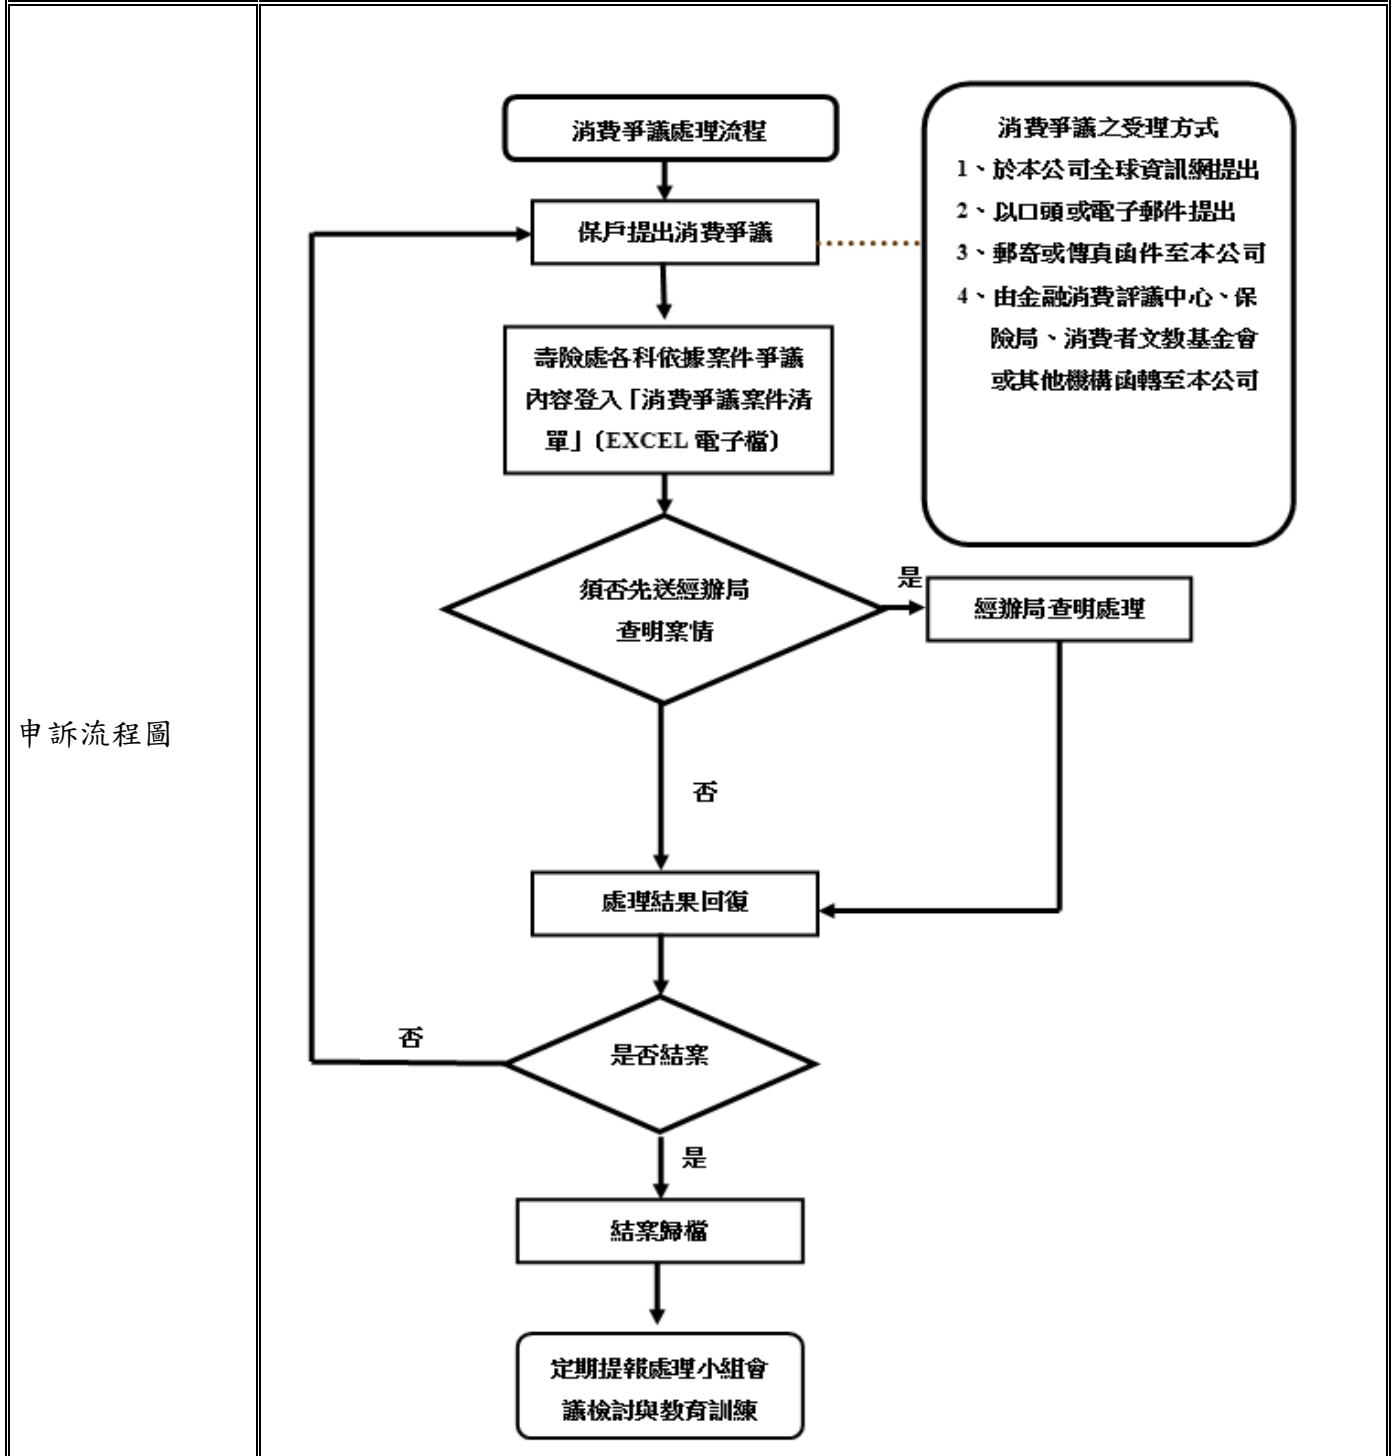 申訴流程圖
消費爭議處理流程
保戶提出消費爭議
消費爭議之受理方式
1、於本公司全球資訊網提出
2、以口頭或電子郵件提出
3、郵寄或傳真函件至本公司
4、由金融消費評議中心、保
險局、消費者文教基金會
或其他機構函轉至本公司
壽險處各科依據案件爭議
內容登入「消費爭議案件清
單」(EXCEL 電子檔)
須否先送經辦局
查明案情
是
經辦局查明處理
否
處理結果回復
是否結案
否
是
結案歸檔
定期提報處理小組會
議檢討與教育訓練